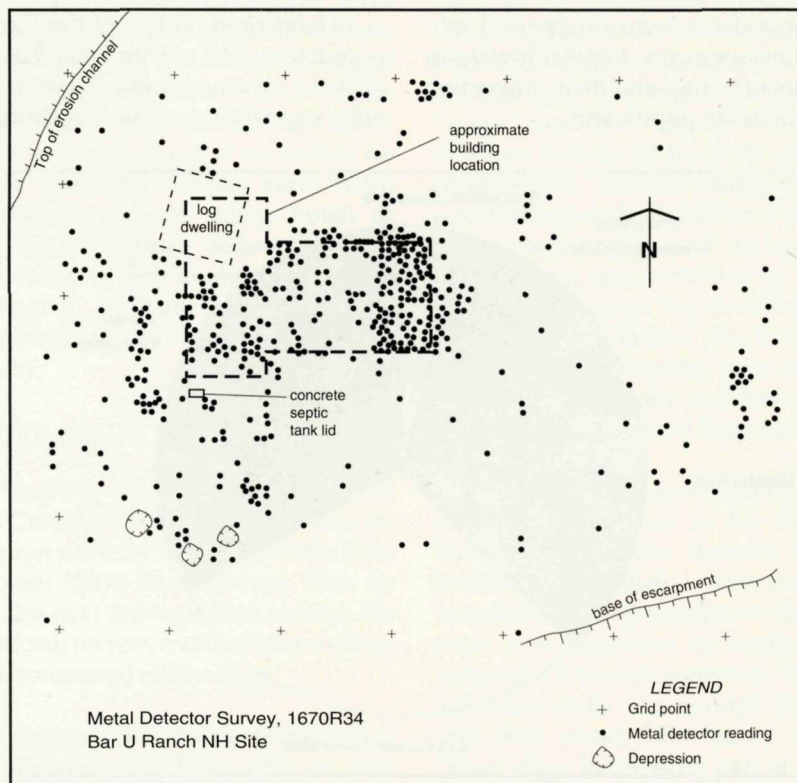 Top of erosion channel
approximate
building
location
log
dwelling
N
concrete
septic
tank lid
base of escarpment
Metal Detector Survey, 1670R34
Bar U Ranch NH Site
LEGEND
Grid point
Metal detector reading
Depression